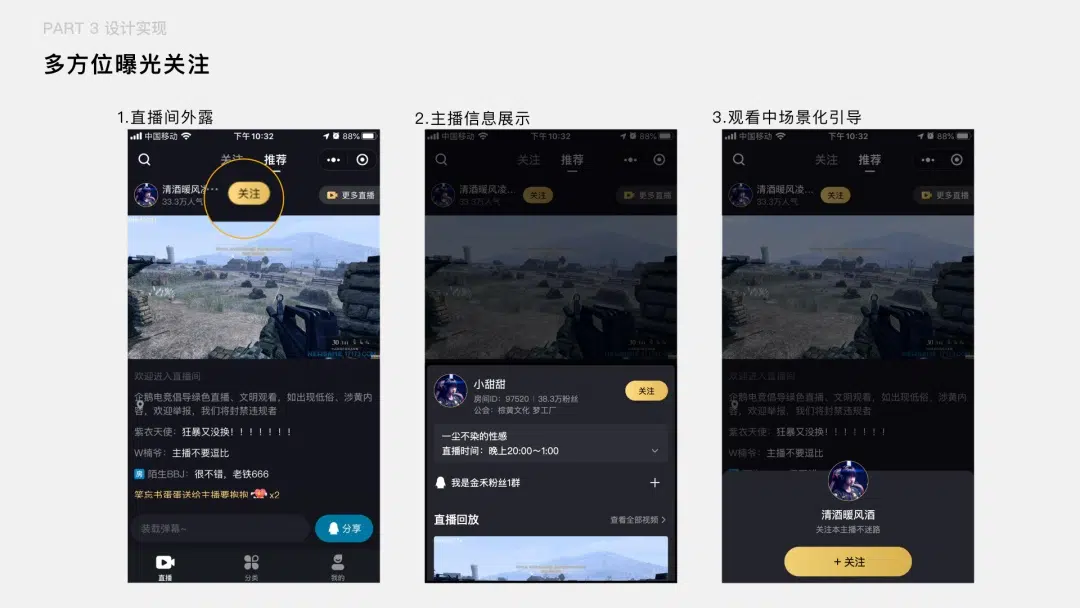 PART 3 设计实现
多方位曝光关注
1.直播间外露
中国移动
下午10:32
88%
关注
推荐
清酒暖风
33.3万人气
关注
更多直播
欢迎进入直播间
企鹅电竞倡导绿色直播、文明观看，如出现低俗、涉黄内
容，欢迎举报，我们将封禁违规者
紫衣天使：狂暴又没换！！！！！！！
W楠爷：主播不要逗比
陌生BBJ：很不错，老铁666
笑忘书蛋蛋送给主播要抱抱 x2
装载弹幕~
分享
直播
分类
我的
2.主播信息展示
中国移动
下午10:32
88%
关注
推荐
清酒暖风凌...
33.3万人气
关注
更多直播
小甜甜
关注
房间ID：97520 | 38.3万粉丝
公会：棕黄文化 梦工厂
一尘不染的性感
直播时间：晚上20:00～1:00
我是金禾粉丝1群
直播回放
查看全部视频
3.观看中场景化引导
中国移动
下午10:32
88%
关注
推荐
清酒暖风凌...
33.3万人气
关注
更多直播
欢迎进入直播间
企鹅电竞倡导绿色直播、文明观看，如出现低俗、涉黄内
容，欢迎举报，我们将封禁违规者
紫衣天使：狂暴又没换！！！！！！！
W楠爷：主播不要逗比
清酒暖风酒
关注本主播不迷路
+ 关注